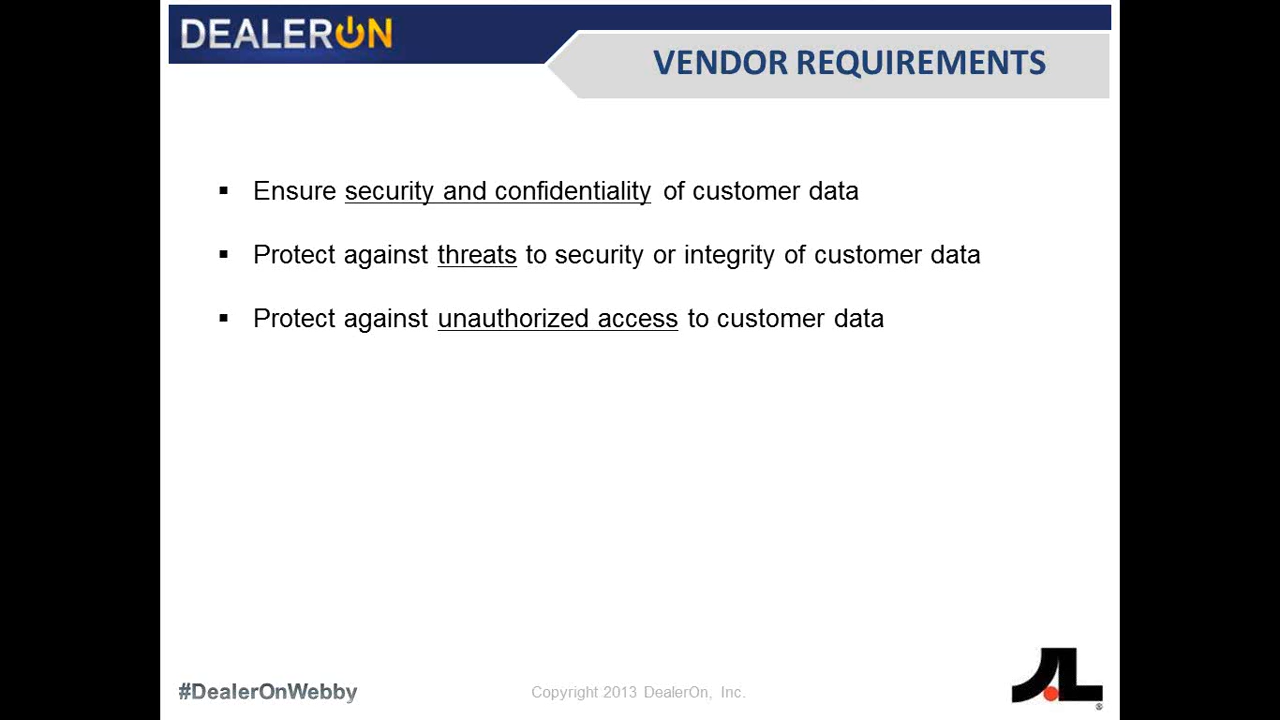 DEALERON
VENDOR REQUIREMENTS
▪ Ensure security and confidentiality of customer data
▪ Protect against threats to security or integrity of customer data
▪ Protect against unauthorized access to customer data
#DealerOnWebby
Copyright 2013 DealerOn, Inc.
JL
®